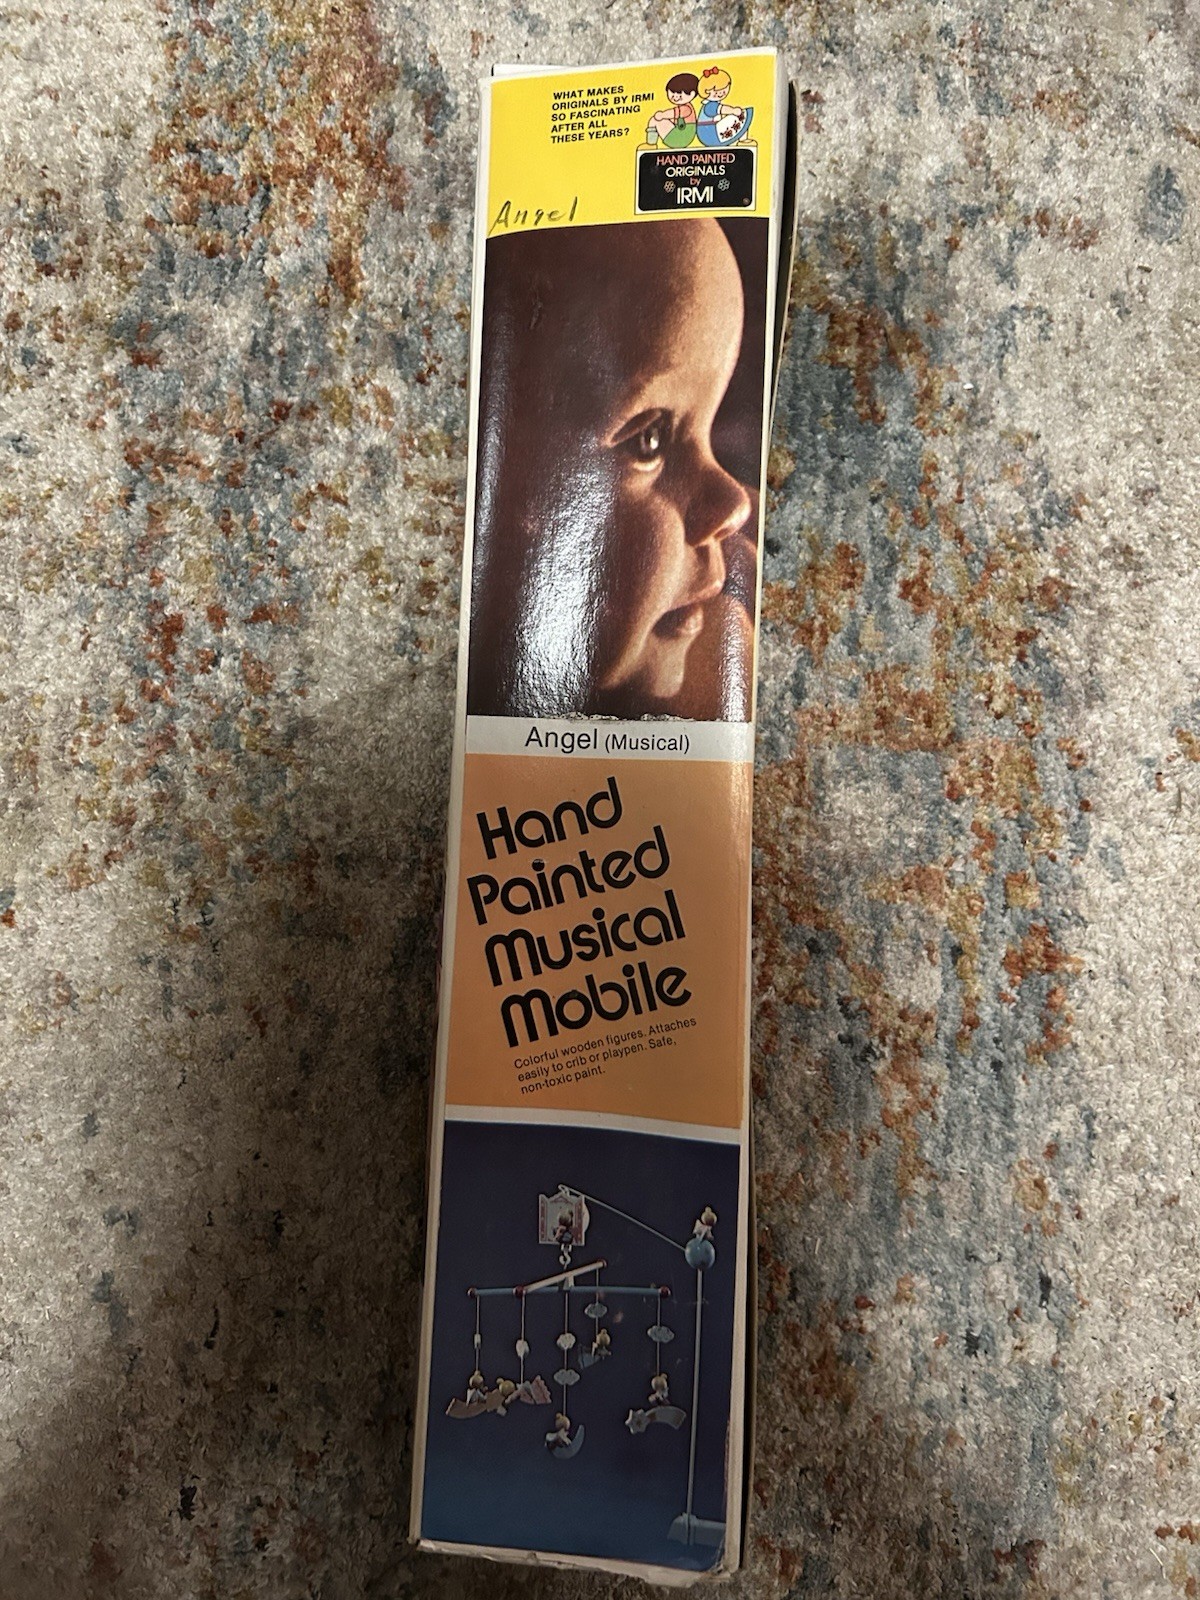 WHAT MAKES
ORIGINALS BY IRMI
SO FASCINATING
AFTER ALL
THESE YEARS?
HAND PAINTED
ORIGINALS
by
IRMI
Angel
Angel (Musical)
Hand
Painted
Musical
Mobile
Colorful wooden figures. Attaches
easily to crib or playpen. Safe,
non-toxic paint.